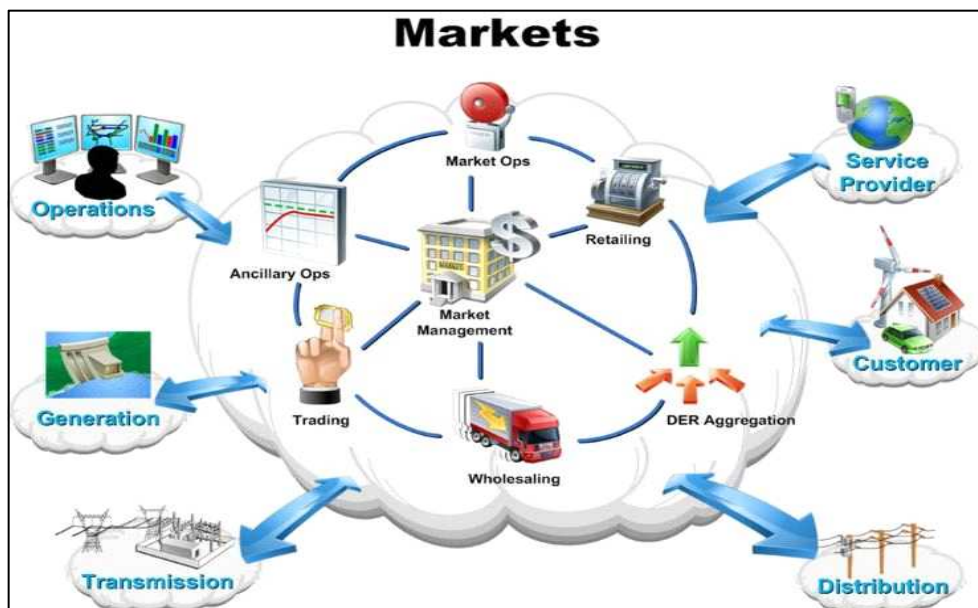 Markets
Market Ops
Service
Provider
Operations
Retailing
Ancillary Ops
Market
Management
Customer
Generation
Trading
DER Aggregation
Wholesaling
Transmission
Distribution